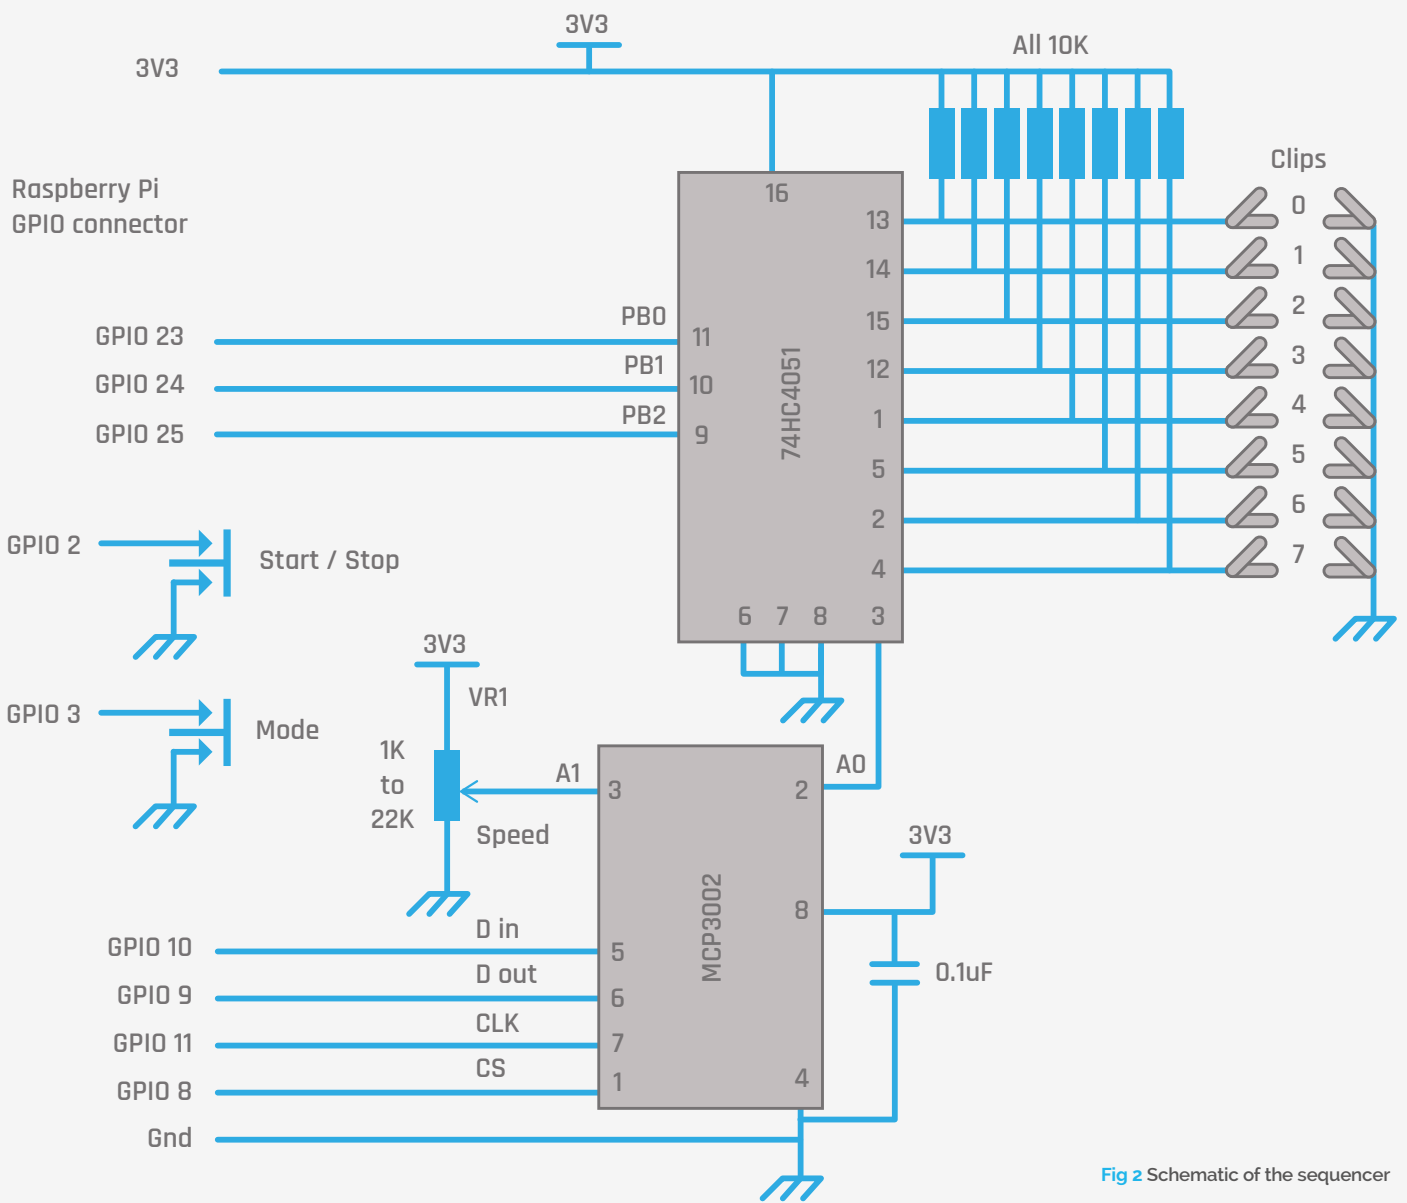 3V3
3V3
All 10K
Clips
Raspberry Pi
GPIO connector
16
13
14
15
12
1
5
2
4
0
1
2
3
4
5
6
7
GPIO 23
PB0
11
GPIO 24
PB1
10
GPIO 25
PB2
9
74HC4051
6 7 8 3
GPIO 2
Start / Stop
GPIO 3
Mode
3V3
VR1
1K
to
22K
Speed
A1
3
A0
2
3V3
8
0.1uF
MCP3002
GPIO 10
D in
5
GPIO 9
D out
6
GPIO 11
CLK
7
GPIO 8
CS
1
4
Gnd
Fig 2 Schematic of the sequencer